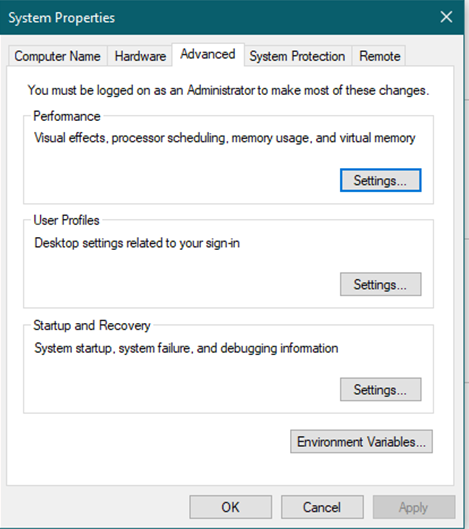 System Properties
Computer Name Hardware Advanced System Protection Remote
You must be logged on as an Administrator to make most of these changes.
Performance
Visual effects, processor scheduling, memory usage, and virtual memory
Settings...
User Profiles
Desktop settings related to your sign-in
Settings...
Startup and Recovery
System startup, system failure, and debugging information
Settings...
Environment Variables...
OK Cancel Apply